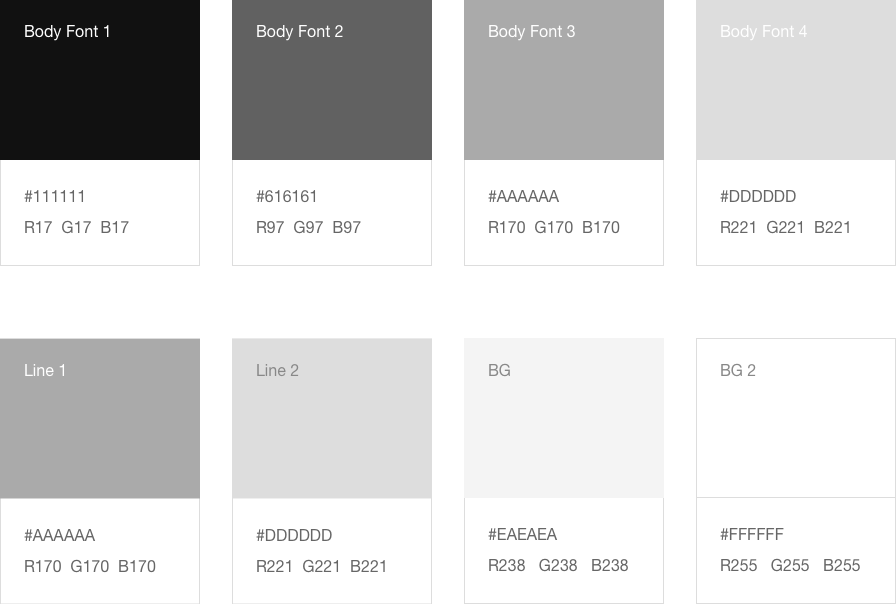 Body Font 1
Body Font 2
Body Font 3
Body Font 4
#111111
#616161
#AAAAAA
#DDDDDD
R17 G17 B17
R97 G97 B97
R170 G170 B170
R221 G221 B221
Line 1
Line 2
BG
BG 2
#AAAAAA
#DDDDDD
#EAEAEA
#FFFFFF
R170 G170 B170
R221 G221 B221
R238 G238 B238
R255 G255 B255